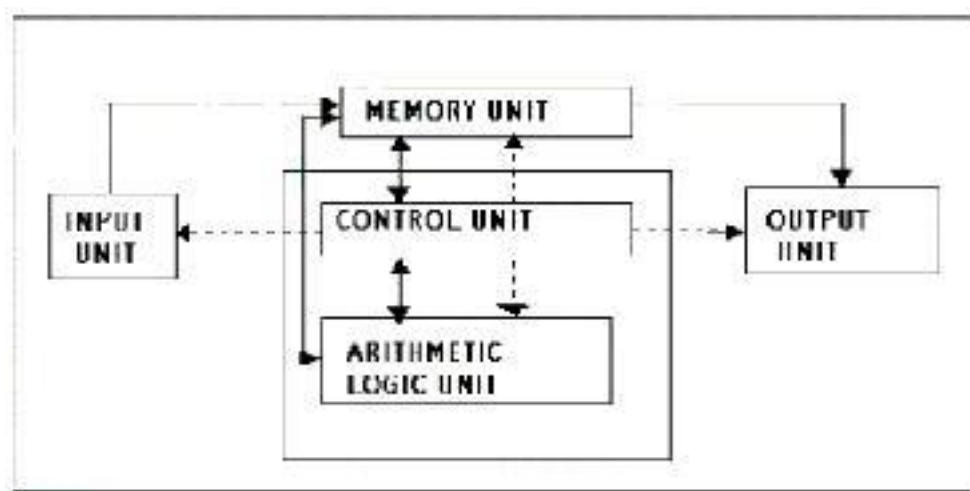 MEMORY UNIT
INPUT
UNIT
CONTROL UNIT
OUTPUT
UNIT
ARITHMETIC
LOGIC UNIT